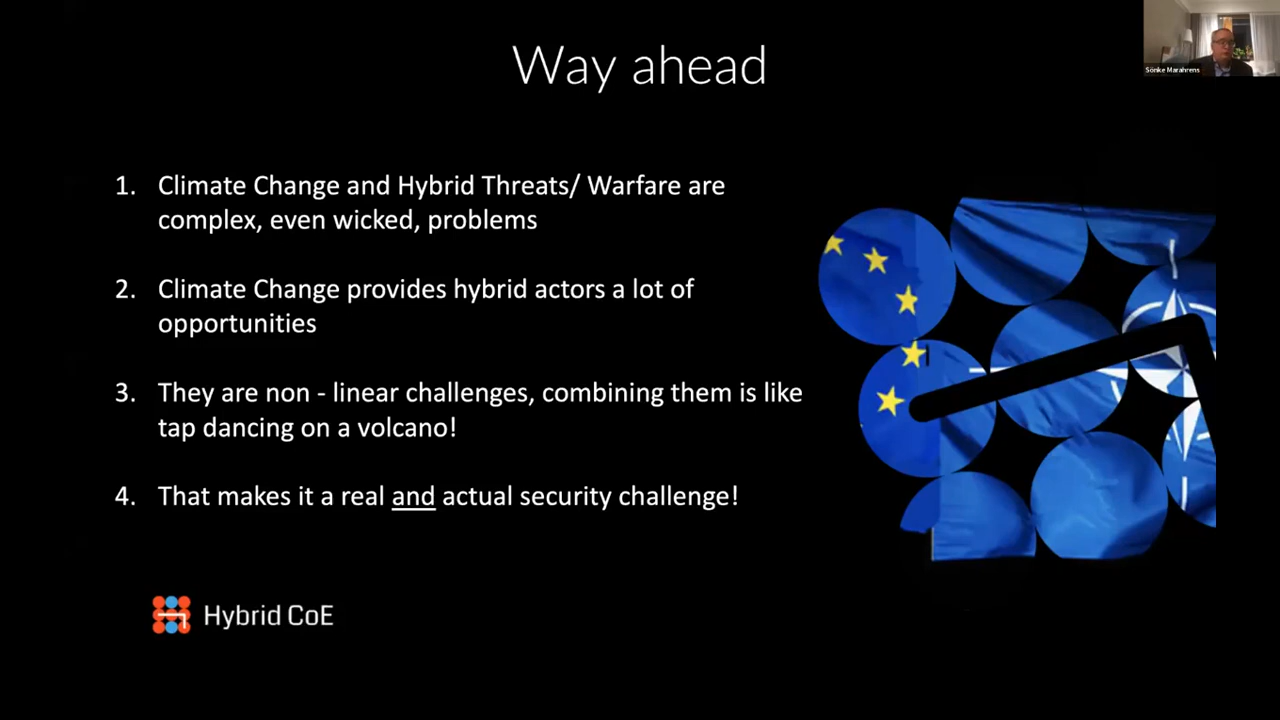 Way ahead
Sönke Marahrens
1. Climate Change and Hybrid Threats/ Warfare are
complex, even wicked, problems
2. Climate Change provides hybrid actors a lot of
opportunities
3. They are non - linear challenges, combining them is like
tap dancing on a volcano!
4. That makes it a real and actual security challenge!
Hybrid CoE